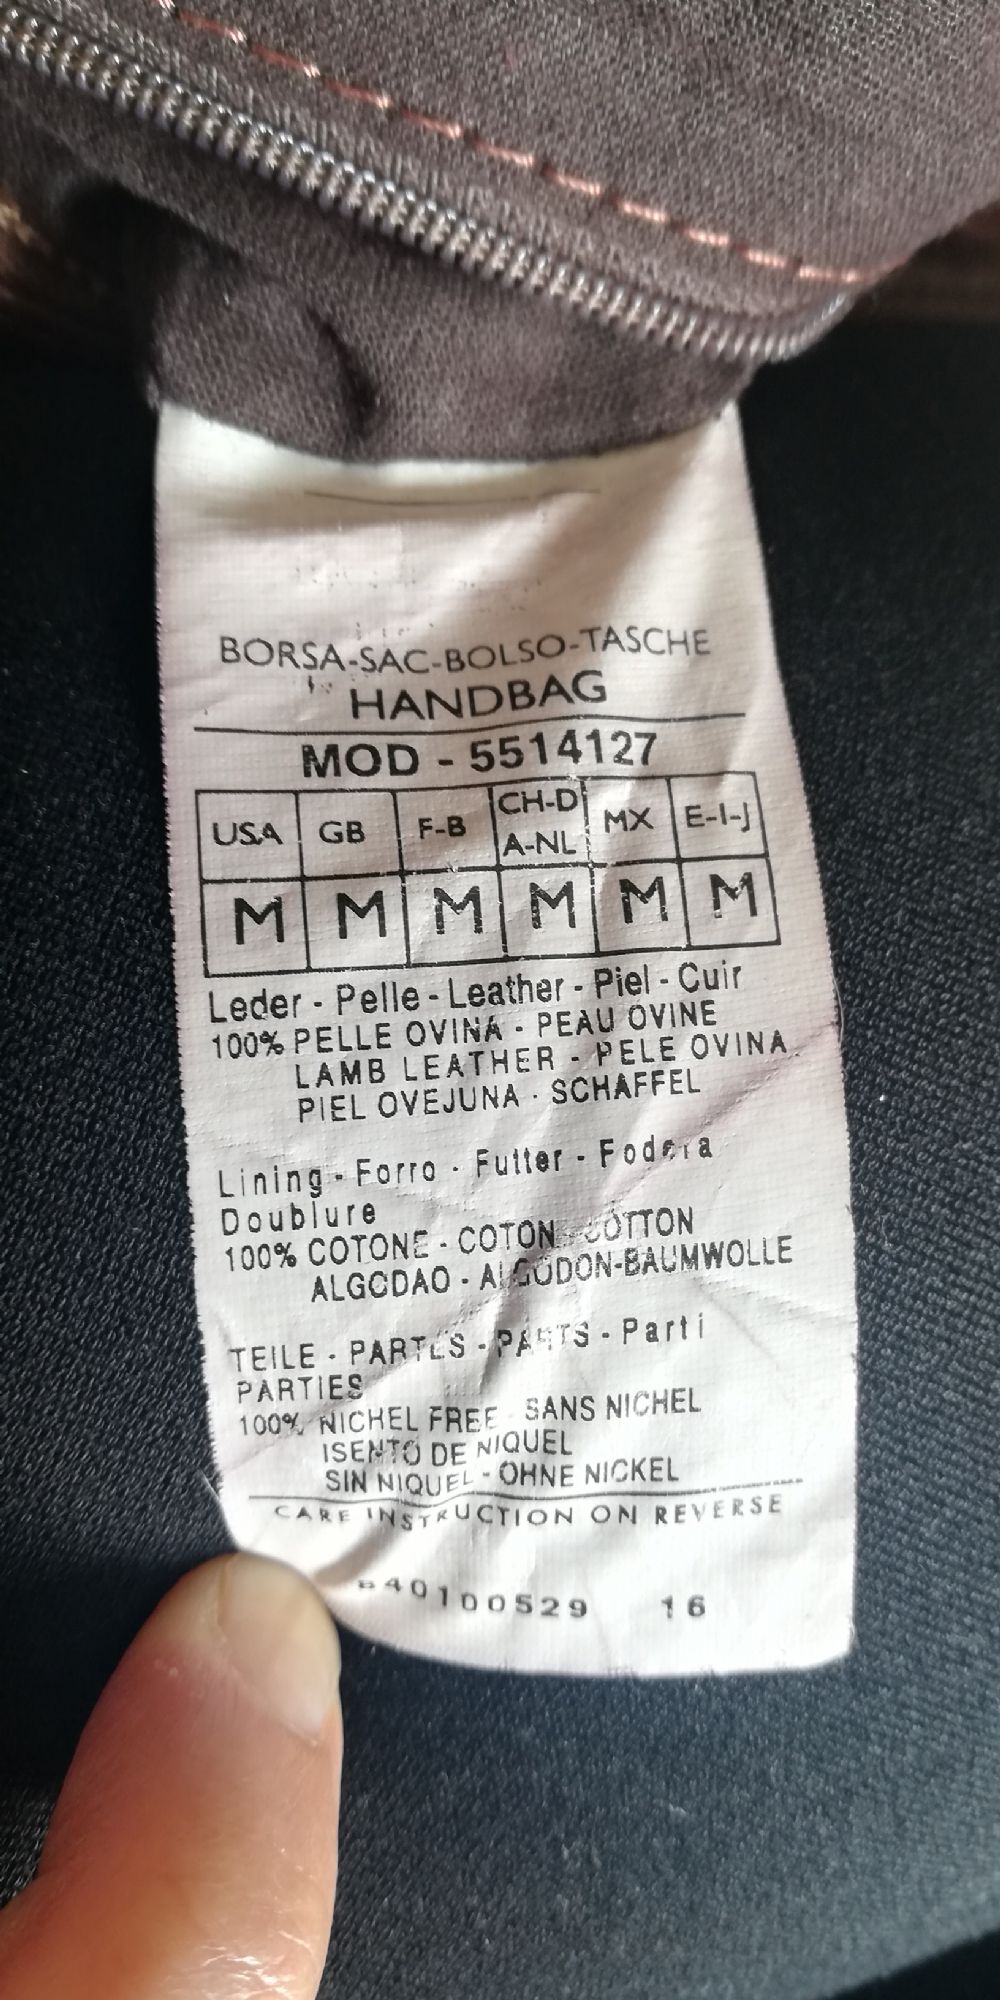 BORSA-SAC-BOLSO-TASCHE
HANDBAG
MOD - 5514127
USA GB F-B CH-D A-NL MX E-I-J
M M M M M M
Leder - Pelle - Leather - Piel - Cuir
100% PELLE OVINA - PEAU OVINE
LAMB LEATHER - PELE OVINA
PIEL OVEJUNA - SCHAFFEL
Lining - Forro - Futter - Fodera
Doublure
100% COTONE - COTON - COTTON
ALGODAO - ALGODON-BAUMWOLLE
TEILE - PARTES - PARTS - Parti
PARTIES
100% NICHEL FREE - SANS NICHEL
ISENTO DE NIQUEL
SIN NIQUEL - OHNE NICKEL
CARE INSTRUCTION ON REVERSE
40100529 16